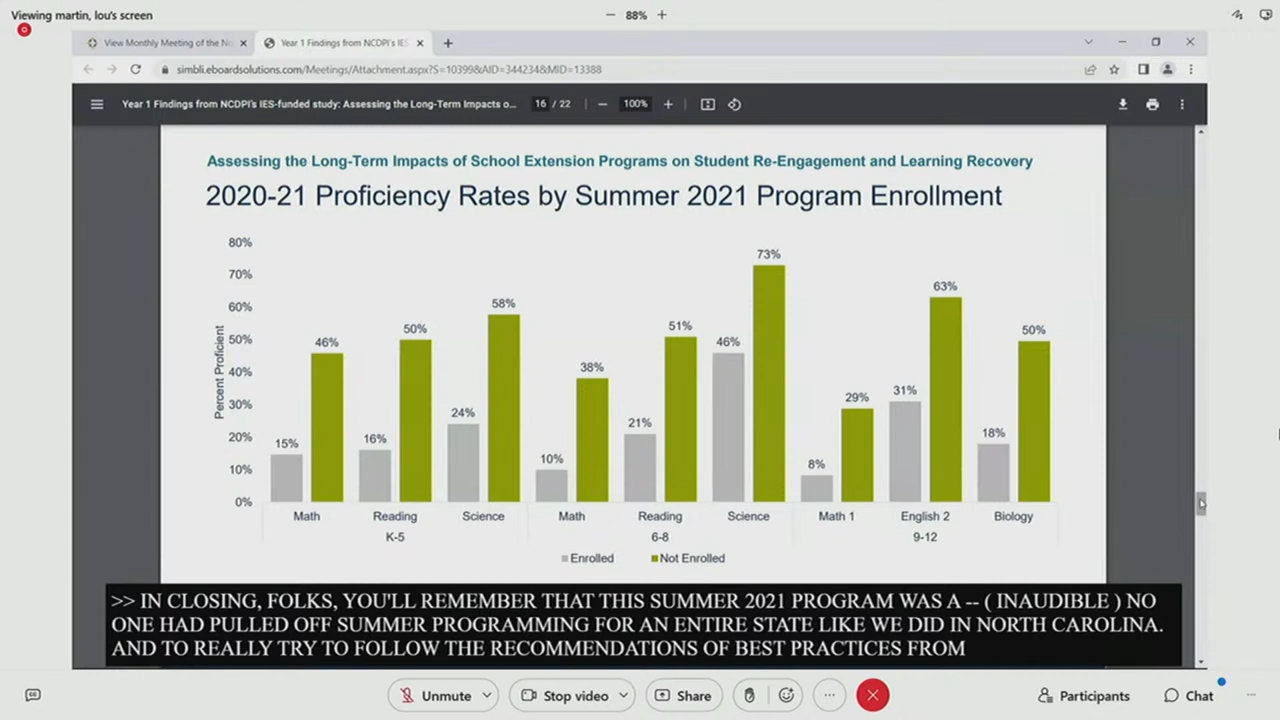 Viewing martin, lou's screen
88%
View Monthly Meeting of the No
Year 1 Findings from NCDPI's IES
simbli.eboardsolutions.com/Meetings/Attachment.aspx?S=10399&AID=344234&MID=13388
Year 1 Findings from NCDPI's IES-funded study: Assessing the Long-Term Impacts o...
16 / 22
100%
Assessing the Long-Term Impacts of School Extension Programs on Student Re-Engagement and Learning Recovery
2020-21 Proficiency Rates by Summer 2021 Program Enrollment
Percent Proficient
80%
70%
60%
50%
40%
30%
20%
10%
0%
15% 46% 16% 50% 24% 58% 10% 38% 21% 51% 46% 73% 8% 29% 31% 63% 18% 50%
Math Reading Science Math Reading Science Math 1 English 2 Biology
K-5 6-8 9-12
Enrolled Not Enrolled
>> IN CLOSING, FOLKS, YOU'LL REMEMBER THAT THIS SUMMER 2021 PROGRAM WAS A -- ( INAUDIBLE ) NO
ONE HAD PULLED OFF SUMMER PROGRAMMING FOR AN ENTIRE STATE LIKE WE DID IN NORTH CAROLINA.
AND TO REALLY TRY TO FOLLOW THE RECOMMENDATIONS OF BEST PRACTICES FROM
Unmute Stop video Share Participants Chat